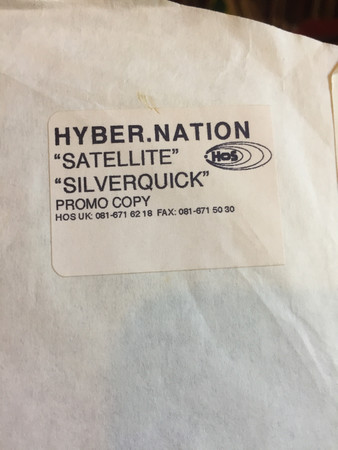 HYBER.NATION
“SATELLITE” HOS
“SILVERQUICK”
PROMO COPY
HOS UK: 081-671 62 18 FAX: 081-671 50 30